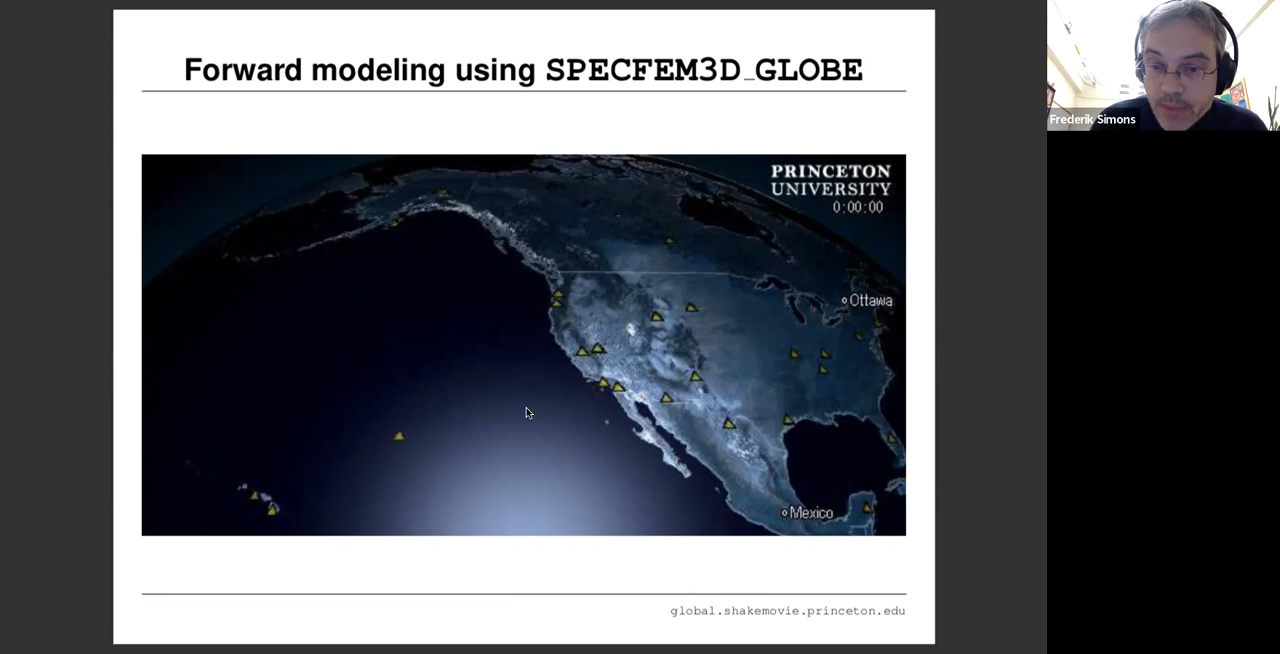 Forward modeling using SPECFEM3D_GLOBE
Frederik Simons
PRINCETON
UNIVERSITY
0:00:00
Ottawa
Mexico
global.shakemovie.princeton.edu